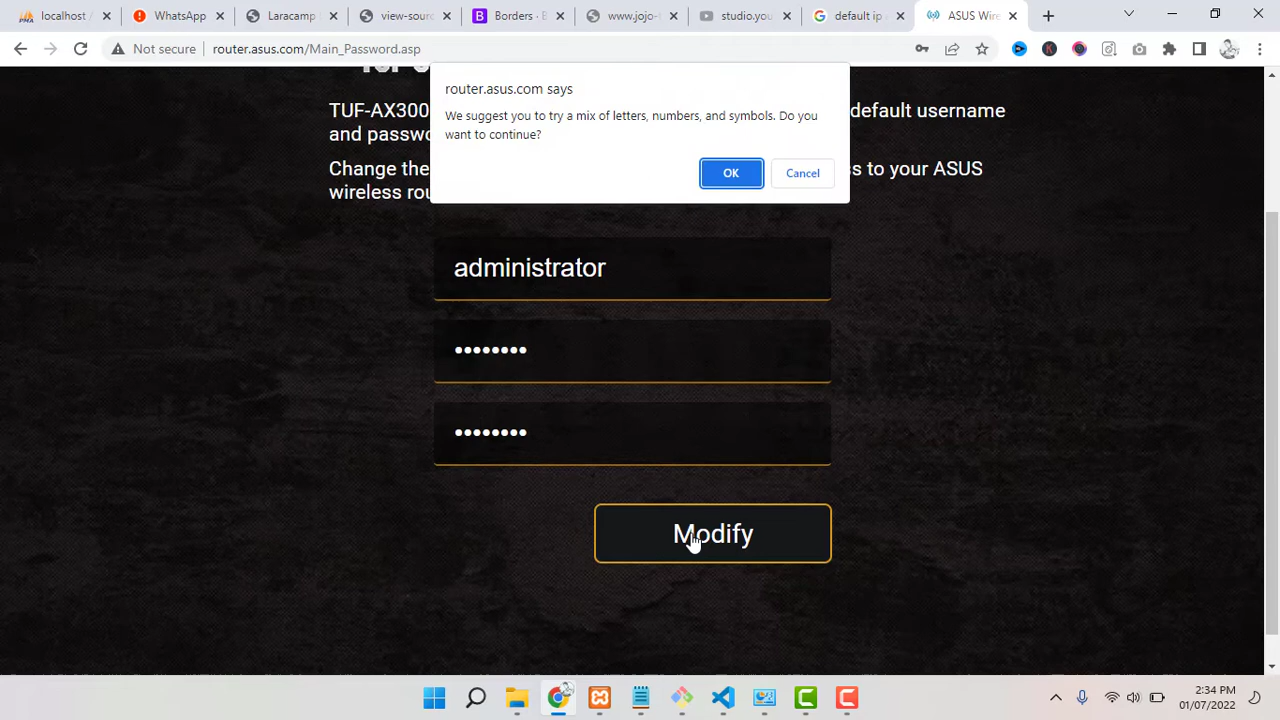 localhost /
WhatsApp
Laracamp
view-sourc
Borders · B
www.jojo-t
studio.you
default ip a
ASUS Wire
Not secure
router.asus.com/Main_Password.asp
router.asus.com says
We suggest you to try a mix of letters, numbers, and symbols. Do you
want to continue?
OK
Cancel
TUF-AX300
default username
and passwo
Change the
ss to your ASUS
wireless rou
administrator
••••••••
••••••••
Modify
2:34 PM
01/07/2022